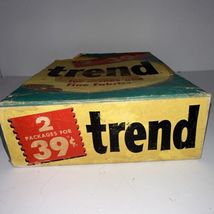 trend
fine fabrics
2
PACKAGES FOR
39¢
trend